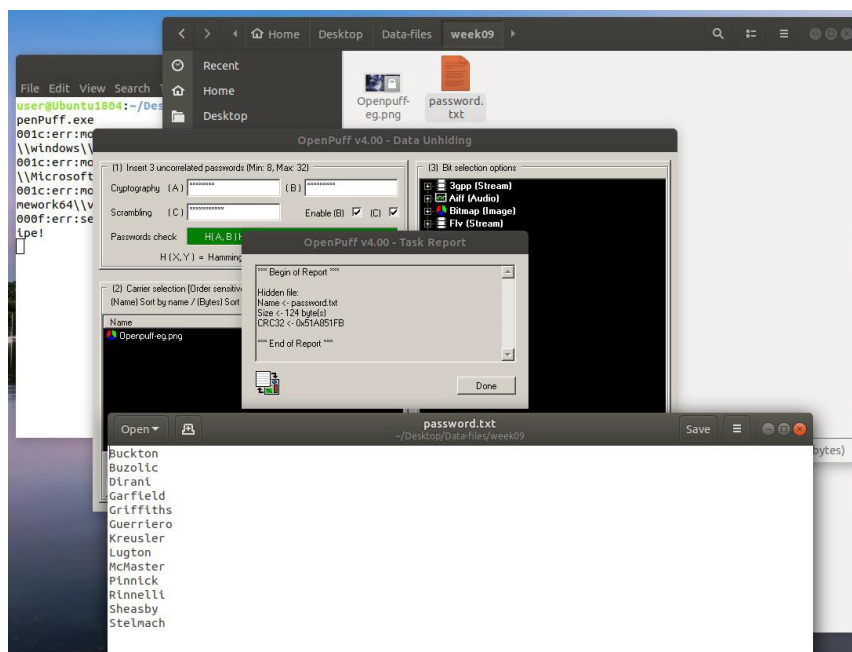 Home Desktop Data-files week09
Recent
Home
Desktop
Openpuff-
eg.png
password.
txt
File Edit View Search
user@Ubuntu1804:~/Des
penPuff.exe
001c:err:mo
\\windows\\
001c:err:mo
\\Microsoft
001c:err:mo
mework64\\v
000f:err:se
ipe!
OpenPuff v4.00 - Data Unhiding
(1) Insert 3 uncorrelated passwords (Min: 8, Max: 32)
Cryptography (A) ********* (B) *********
Scrambling (C) *********** Enable (B) (C)
Passwords check H(A,B)
H (X,Y) = Hamming
(2) Carrier selection [Order sensitiv
(Name) Sort by name / (Bytes) Sort
Name
Openpuff-eg.png
(3) Bit selection options
3gpp (Stream)
Aiff (Audio)
Bitmap (Image)
Flv (Stream)
OpenPuff v4.00 - Task Report
*** Begin of Report ***
Hidden file:
Name <- password.txt
Size <- 124 byte(s)
CRC32 <- 0x51A851FB
*** End of Report ***
Done
Open
password.txt
~/Desktop/Data-files/week09
Save
bytes)
Buckton
Buzolic
Dirani
Garfield
Griffiths
Guerriero
Kreusler
Lugton
McMaster
Pinnick
Rinnelli
Sheasby
Stelmach